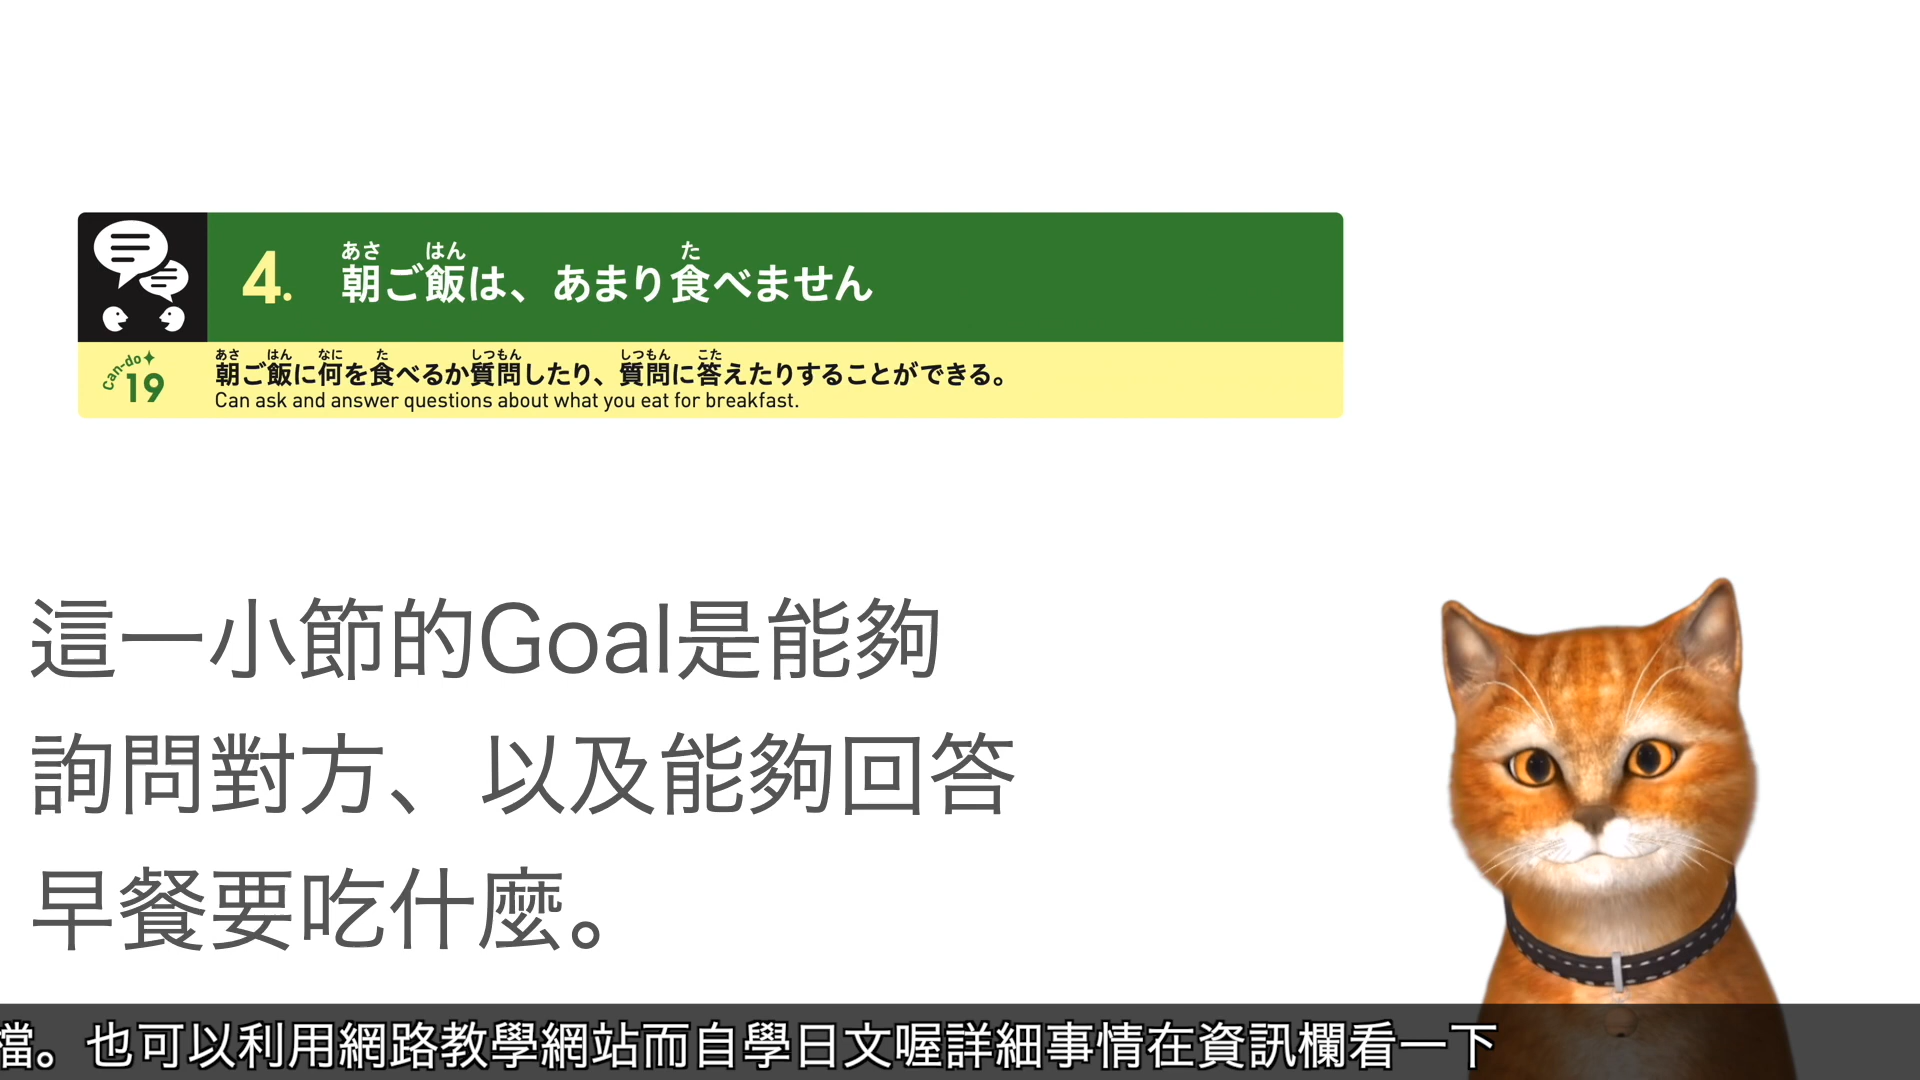 4. 朝ご飯は、あまり食べません
あさ はん た
Can-do 19
あさ はん なに た しつもん しつもん こた
朝ご飯に何を食べるか質問したり、質問に答えたりすることができる。
Can ask and answer questions about what you eat for breakfast.
這一小節的Goal是能夠
詢問對方、以及能夠回答
早餐要吃什麼。
檔。也可以利用網路教學網站而自學日文喔詳細事情在資訊欄看一下